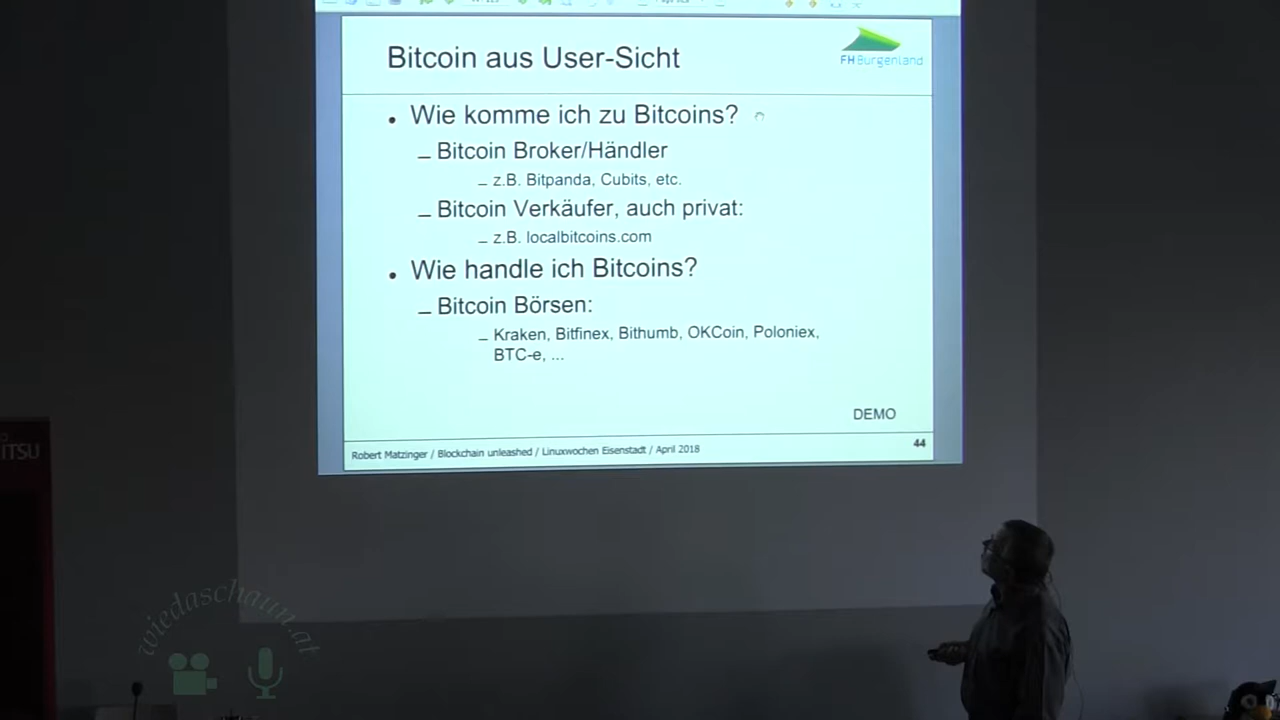 Bitcoin aus User-Sicht
FH Burgenland
• Wie komme ich zu Bitcoins?
– Bitcoin Broker/Händler
– z.B. Bitpanda, Cubits, etc.
– Bitcoin Verkäufer, auch privat:
– z.B. localbitcoins.com
• Wie handle ich Bitcoins?
– Bitcoin Börsen:
– Kraken, Bitfinex, Bithumb, OKCoin, Poloniex,
BTC-e, ...
DEMO
Robert Matzinger / Blockchain unleashed / Linuxwochen Eisenstadt / April 2018
44
ITSU
wiedaschaun.at